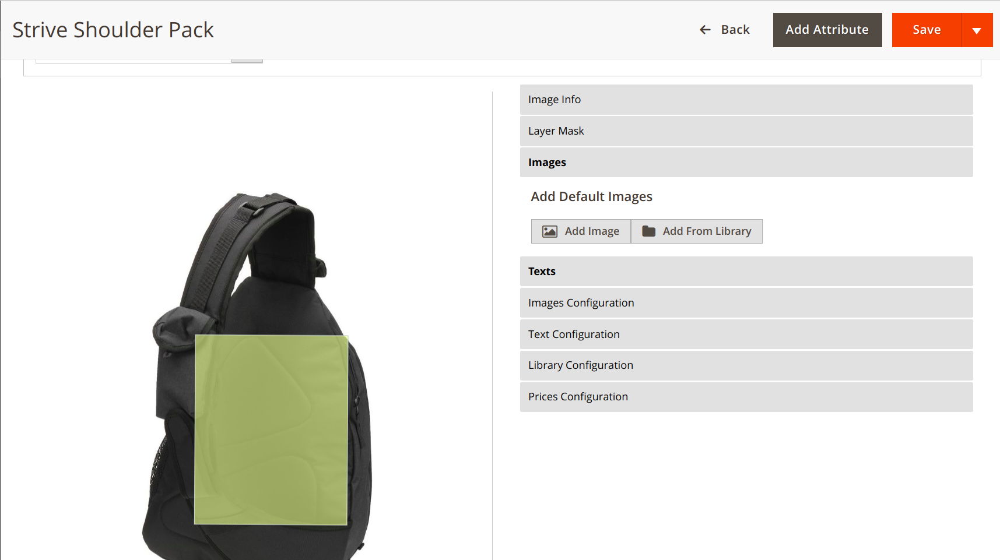 Strive Shoulder Pack
Back
Add Attribute
Save
Image Info
Layer Mask
Images
Add Default Images
Add Image
Add From Library
Texts
Images Configuration
Text Configuration
Library Configuration
Prices Configuration